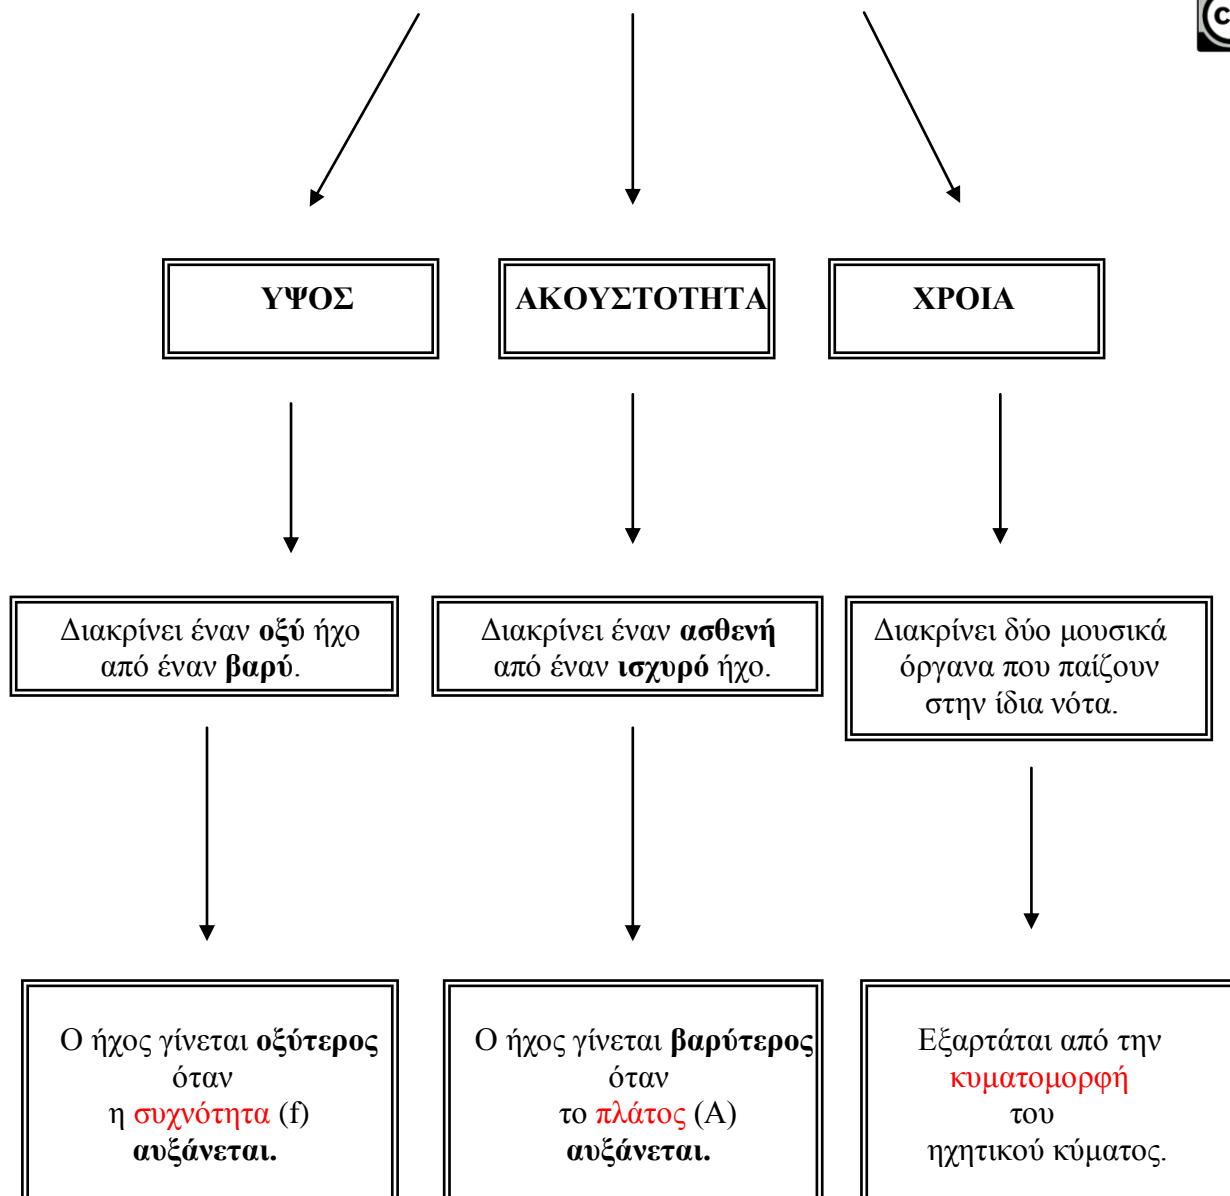 ΥΨΟΣ
ΑΚΟΥΣΤΟΤΗΤΑ
ΧΡΟΙΑ
Διακρίνει έναν οξύ ήχο
από έναν βαρύ.
Διακρίνει έναν ασθενή
από έναν ισχυρό ήχο.
Διακρίνει δύο μουσικά
όργανα που παίζουν
στην ίδια νότα.
Ο ήχος γίνεται οξύτερος
όταν
η συχνότητα (f)
αυξάνεται.
Ο ήχος γίνεται βαρύτερος
όταν
το πλάτος (Α)
αυξάνεται.
Εξαρτάται από την
κυματομορφή
του
ηχητικού κύματος.